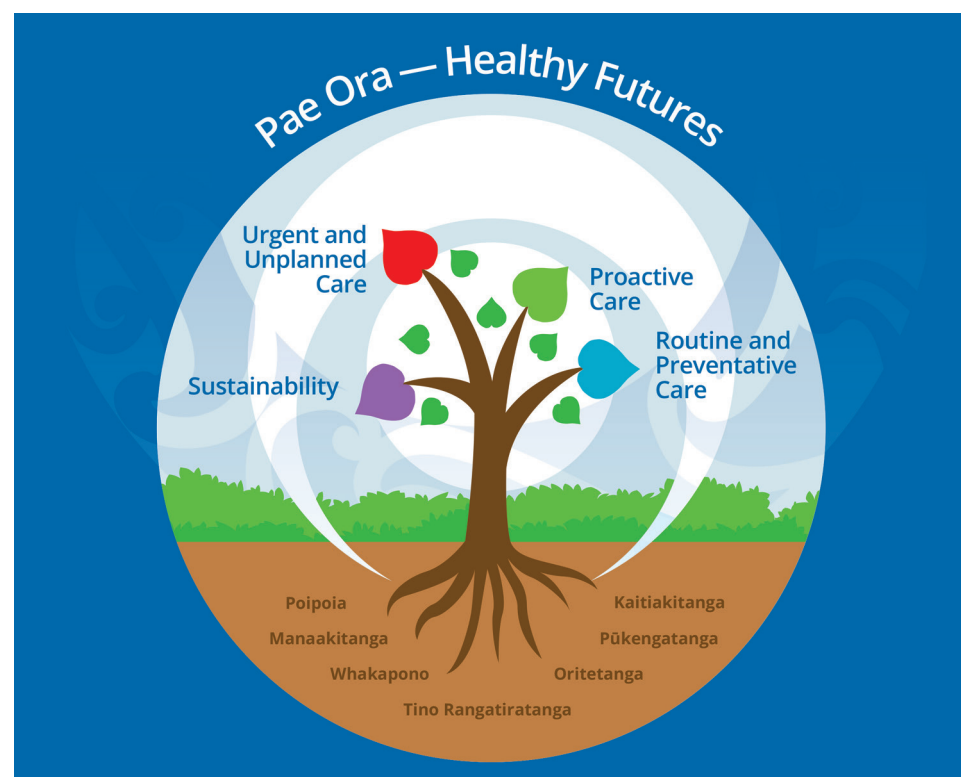 Pae Ora — Healthy Futures
Urgent and
Unplanned
Care
Proactive
Care
Routine and
Preventative
Care
Sustainability
Poipoia
Kaitiakitanga
Manaakitanga
Pūkengatanga
Whakapono
Oritetanga
Tino Rangatiratanga